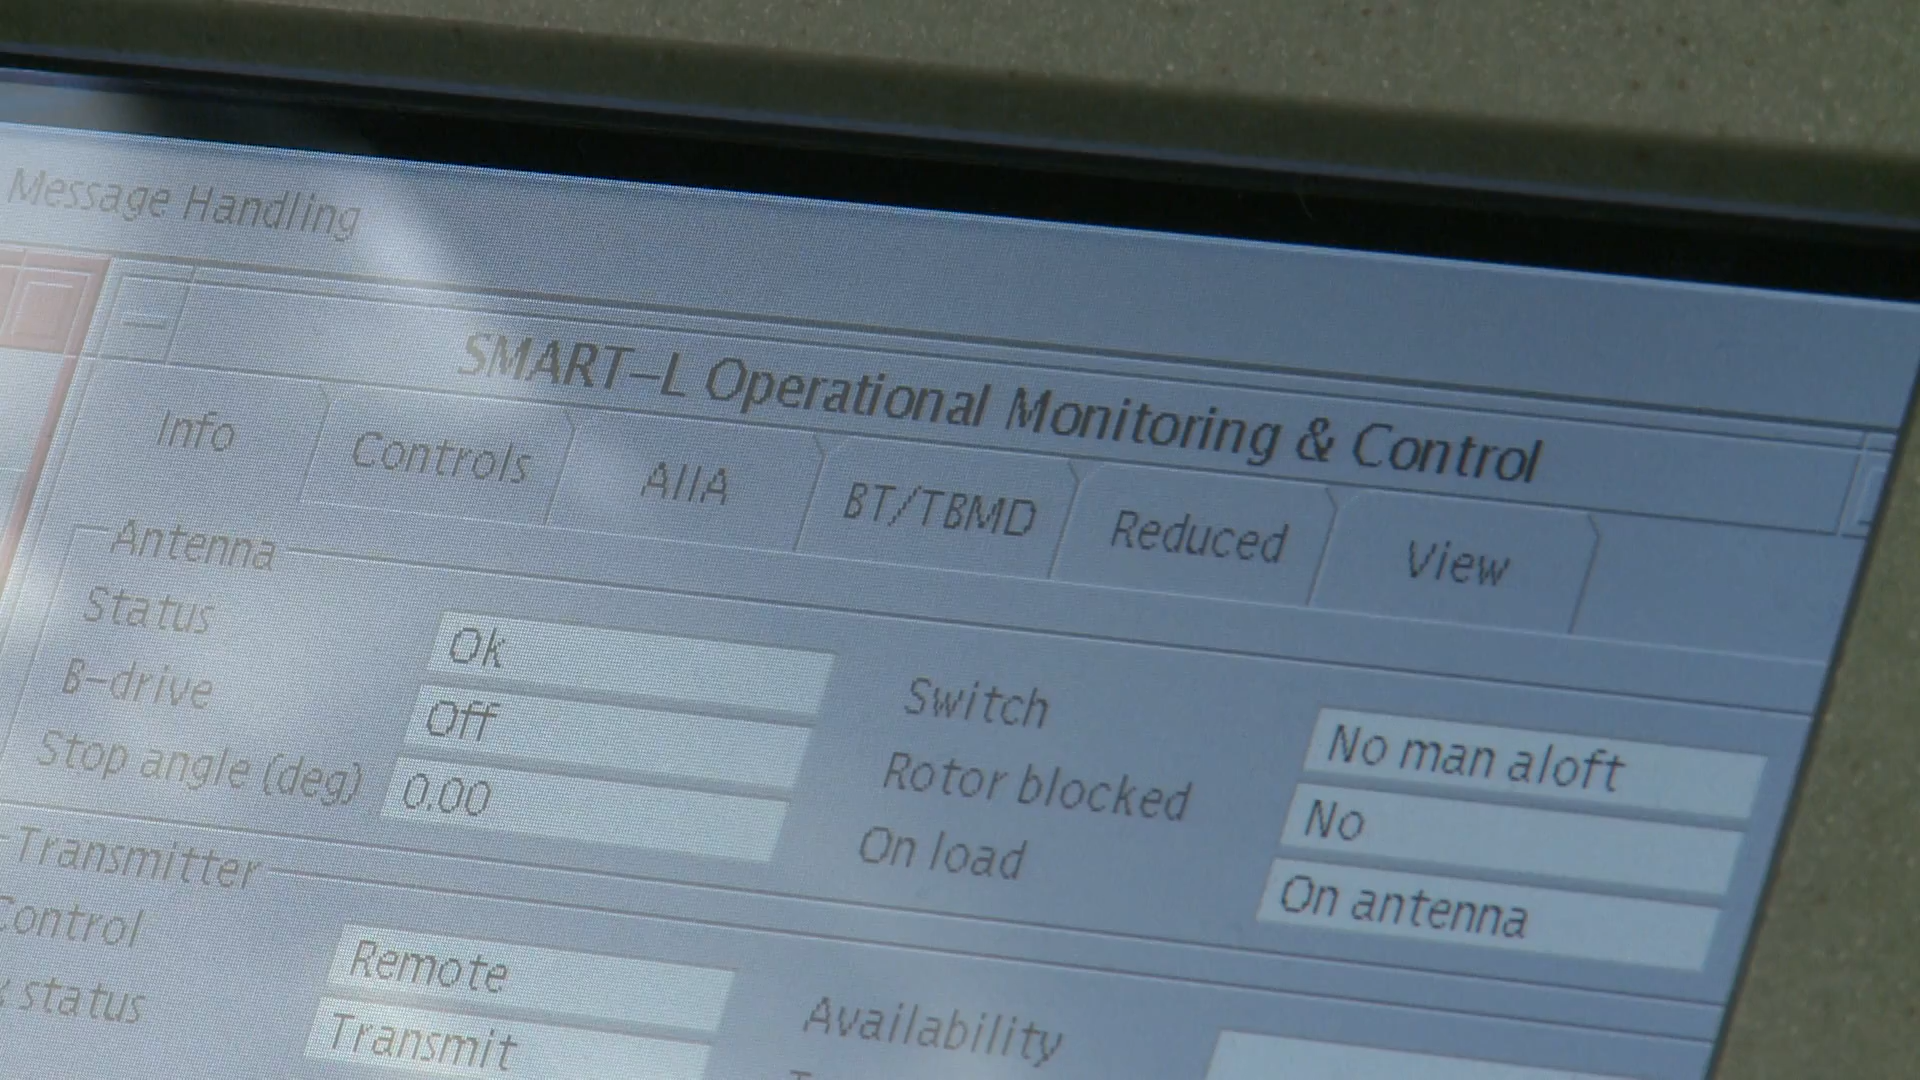 Message Handling
SMART-L Operational Monitoring & Control
Info Controls AIIA BT/TBMD Reduced View
Antenna
Status Ok Switch No man aloft
B-drive Off Rotor blocked No
Stop angle (deg) 0.00 On load On antenna
Transmitter
Control Remote Availability
status Transmit